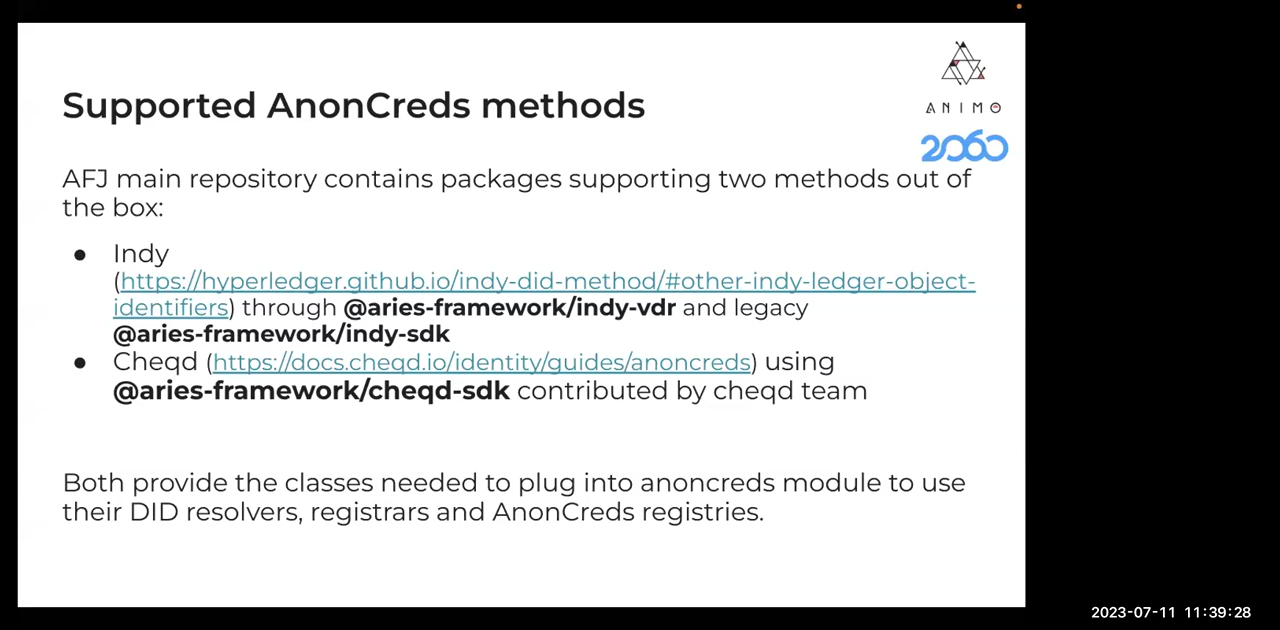 Supported AnonCreds methods
ANIMO
2060
AFJ main repository contains packages supporting two methods out of
the box:
● Indy
(https://hyperledger.github.io/indy-did-method/#other-indy-ledger-object-
identifiers) through @aries-framework/indy-vdr and legacy
@aries-framework/indy-sdk
● Cheqd (https://docs.cheqd.io/identity/guides/anoncreds) using
@aries-framework/cheqd-sdk contributed by cheqd team
Both provide the classes needed to plug into anoncreds module to use
their DID resolvers, registrars and AnonCreds registries.
2023-07-11 11:39:28